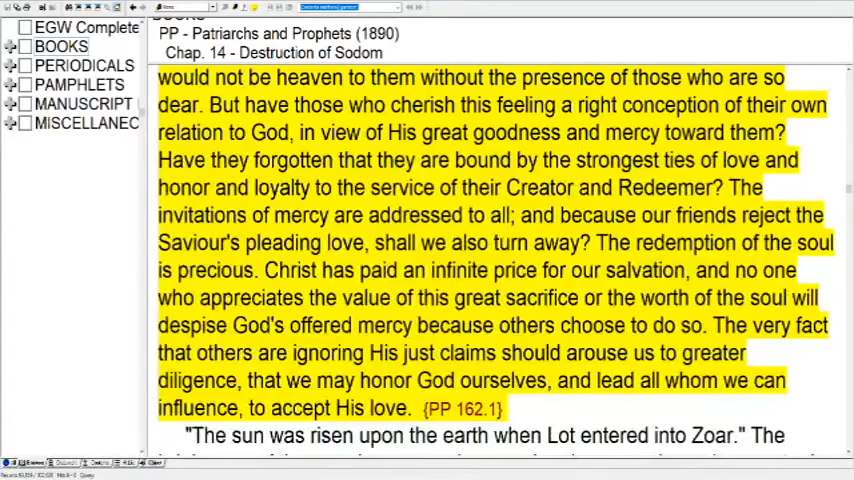 BOOKS
EGW Complete
PP - Patriarchs and Prophets (1890)
BOOKS
Chap. 14 - Destruction of Sodom
PERIODICALS
PAMPHLETS
MANUSCRIPT
MISCELLANEC
would not be heaven to them without the presence of those who are so
dear. But have those who cherish this feeling a right conception of their own
relation to God, in view of His great goodness and mercy toward them?
Have they forgotten that they are bound by the strongest ties of love and
honor and loyalty to the service of their Creator and Redeemer? The
invitations of mercy are addressed to all; and because our friends reject the
Saviour's pleading love, shall we also turn away? The redemption of the soul
is precious. Christ has paid an infinite price for our salvation, and no one
who appreciates the value of this great sacrifice or the worth of the soul will
despise God's offered mercy because others choose to do so. The very fact
that others are ignoring His just claims should arouse us to greater
diligence, that we may honor God ourselves, and lead all whom we can
influence, to accept His love. {PP 162.1}
"The sun was risen upon the earth when Lot entered into Zoar." The